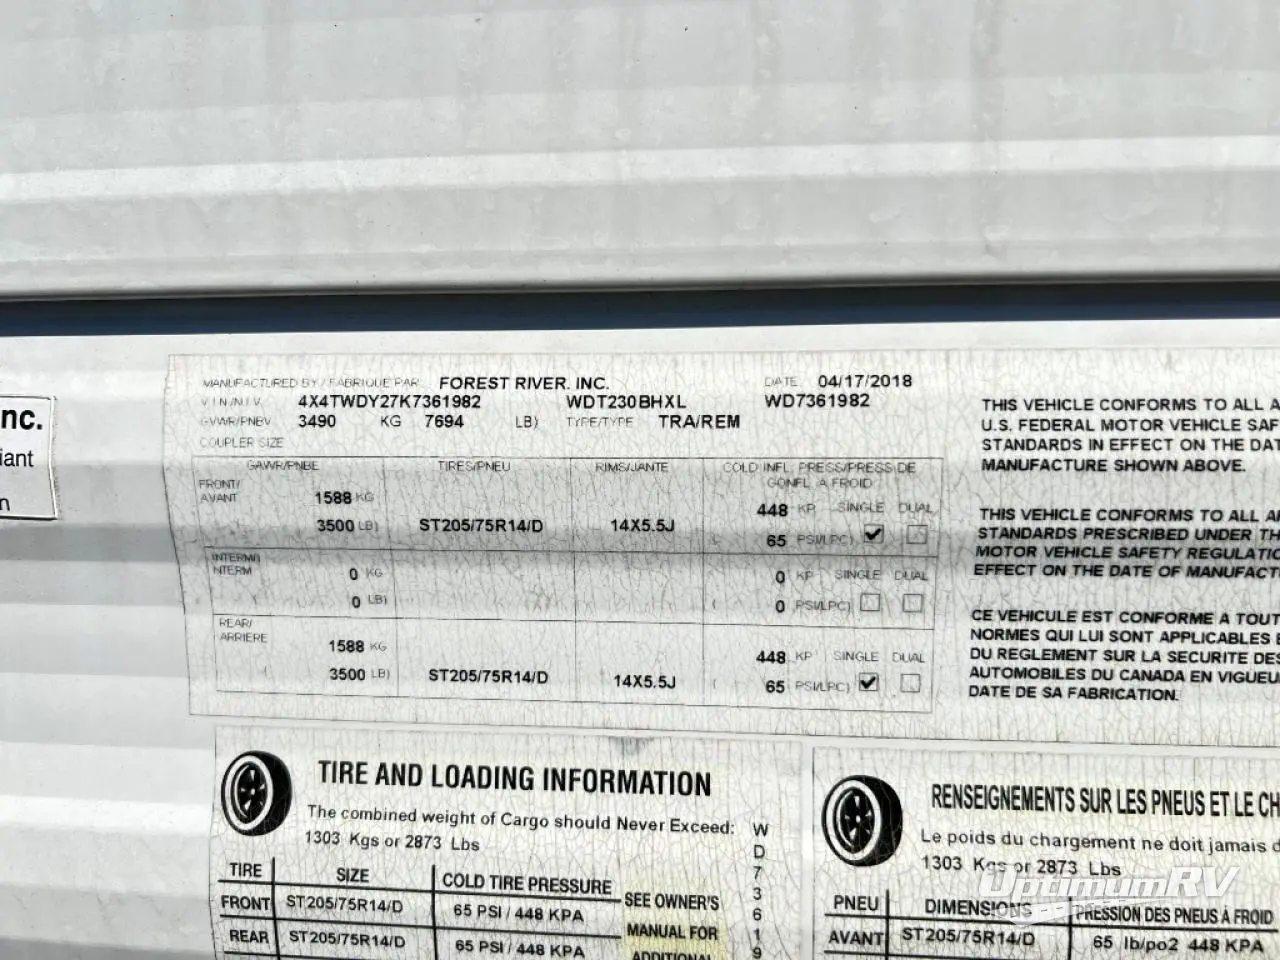 nc.
iant
n
MANUFACTURED BY / FABRIQUE PAR: FOREST RIVER, INC. DATE 04/17/2018
V I N /N.I.V. 4X4TWDY27K7361982 WDT230BHXL WD7361982
GVWR/PNBV 3490 KG 7694 LB) TYPE/TYPE TRA/REM
COUPLER SIZE
GAWR/PNBE TIRES/PNEU RIMS/JANTE COLD INFL. PRESS/PRESS DE
GONFL. A FROID
FRONT/
AVANT 1588 KG 448 KP SINGLE DUAL
3500 LB) ST205/75R14/D 14X5.5J ( 65 PSI/LPC)
INTERM/
INTERM 0 KG 0 KP SINGLE DUAL
0 LB) ( 0 PSI/LPC)
REAR/
ARRIERE 1588 KG 448 KP SINGLE DUAL
( 3500 LB) ST205/75R14/D 14X5.5J ( 65 PSI/LPC)
THIS VEHICLE CONFORMS TO ALL A
U.S. FEDERAL MOTOR VEHICLE SAF
STANDARDS IN EFFECT ON THE DAT
MANUFACTURE SHOWN ABOVE.
THIS VEHICLE CONFORMS TO ALL AP
STANDARDS PRESCRIBED UNDER TH
MOTOR VEHICLE SAFETY REGULATIO
EFFECT ON THE DATE OF MANUFACT
CE VEHICULE EST CONFORME A TOUT
NORMES QUI LUI SONT APPLICABLES E
DU REGLEMENT SUR LA SECURITE DES
AUTOMOBILES DU CANADA EN VIGUEU
DATE DE SA FABRICATION.
TIRE AND LOADING INFORMATION
The combined weight of Cargo should Never Exceed:
1303 Kgs or 2873 Lbs
TIRE SIZE COLD TIRE PRESSURE
FRONT ST205/75R14/D 65 PSI / 448 KPA
REAR ST205/75R14/D 65 PSI / 448 KPA
SEE OWNER'S
MANUAL FOR
ADDITIONAL
W
D
7
3
6
1
9
RENSEIGNEMENTS SUR LES PNEUS ET LE CH
Le poids du chargement ne doit jamais d
1303 Kgs or 2873 Lbs
PNEU DIMENSIONS PRESSION DES PNEUS À FROID
AVANT ST205/75R14/D 65 lb/po2 448 KPA
OptimumRV